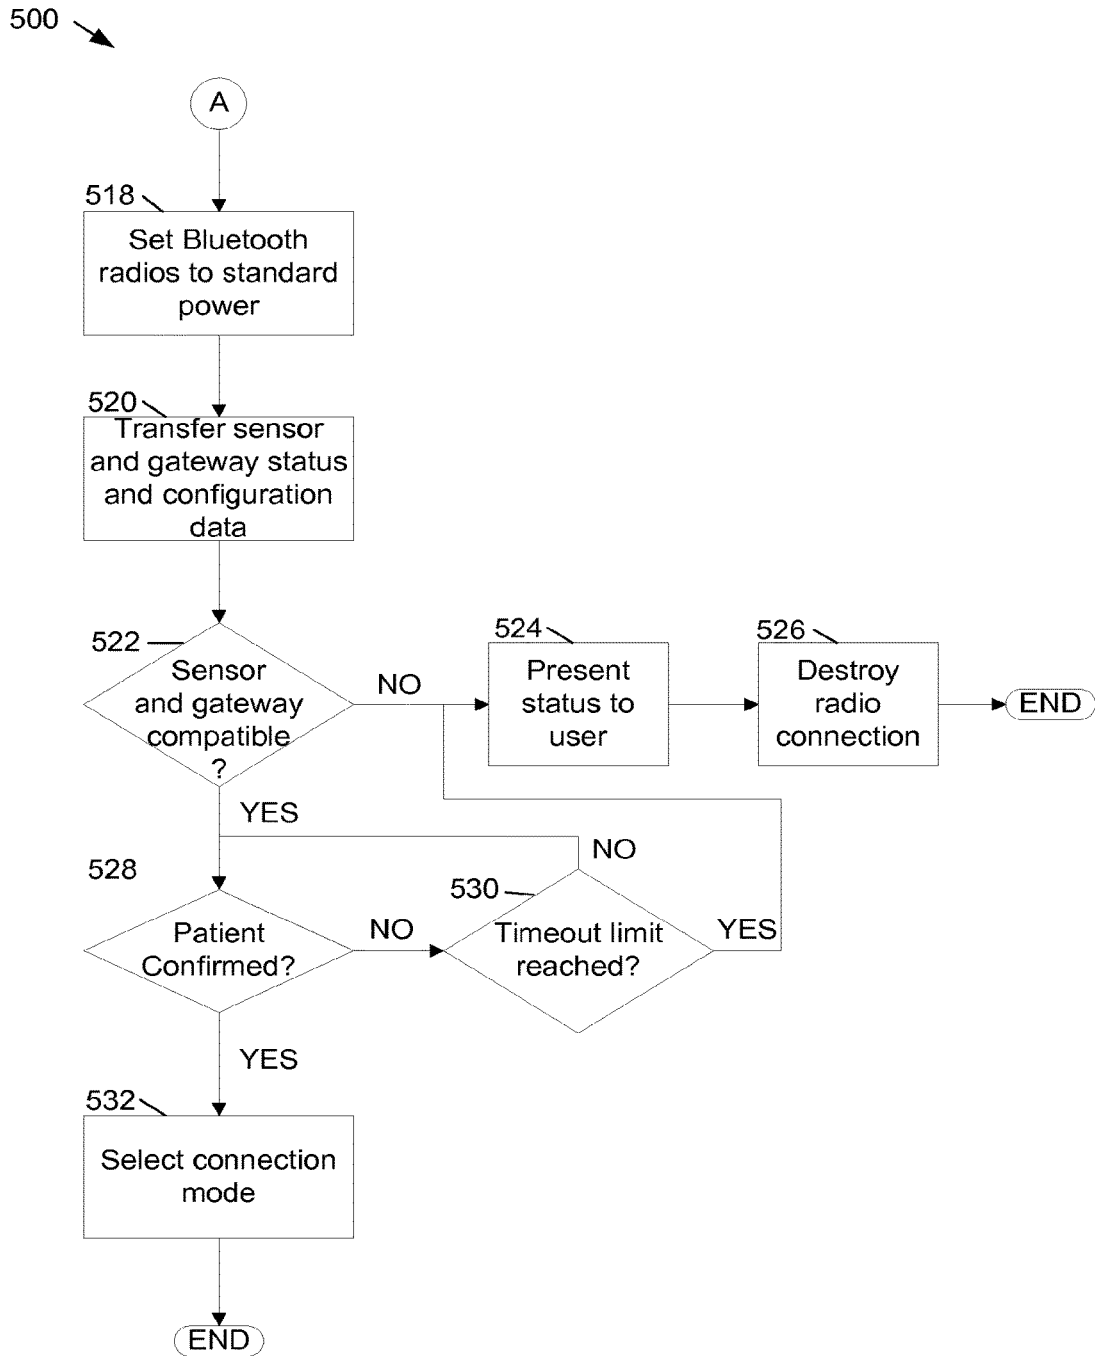 500
A
518
Set Bluetooth
radios to standard
power
520
Transfer sensor
and gateway status
and configuration
data
522
Sensor
and gateway
compatible
?
NO
524
Present
status to
user
526
Destroy
radio
connection
END
YES
528
Patient
Confirmed?
NO
530
Timeout limit
reached?
NO
YES
YES
532
Select connection
mode
END